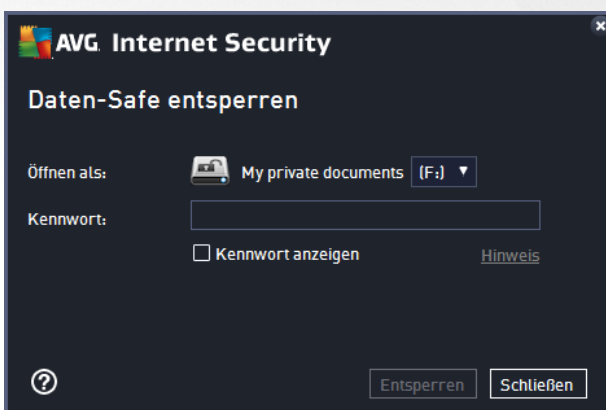 AVG. Internet Security
Daten-Safe entsperren
Öffnen als: My private documents (F:)
Kennwort:
Kennwort anzeigen Hinweis
Entsperren Schließen